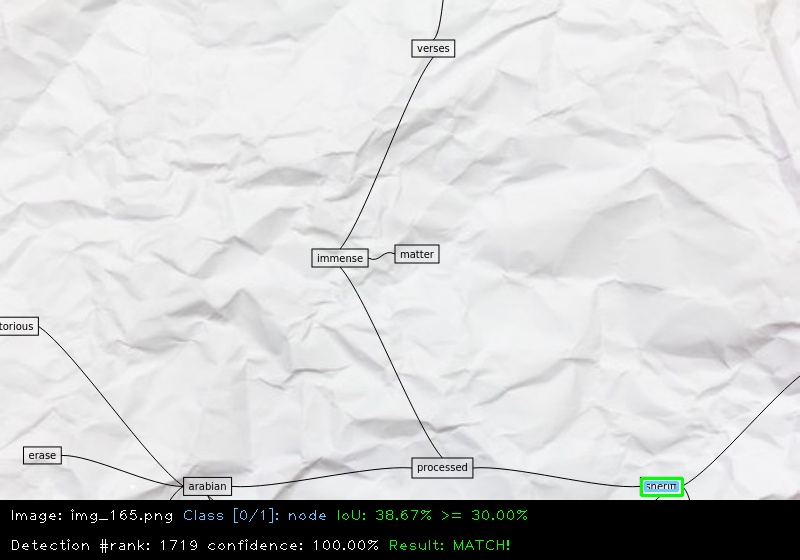 verses
immense
matter
torious
erase
processed
arabian
sheriff
Image: img_165.png Class [0/1]: node IoU: 38.67% >= 30.00%
Detection #rank: 1719 confidence: 100.00% Result: MATCH!